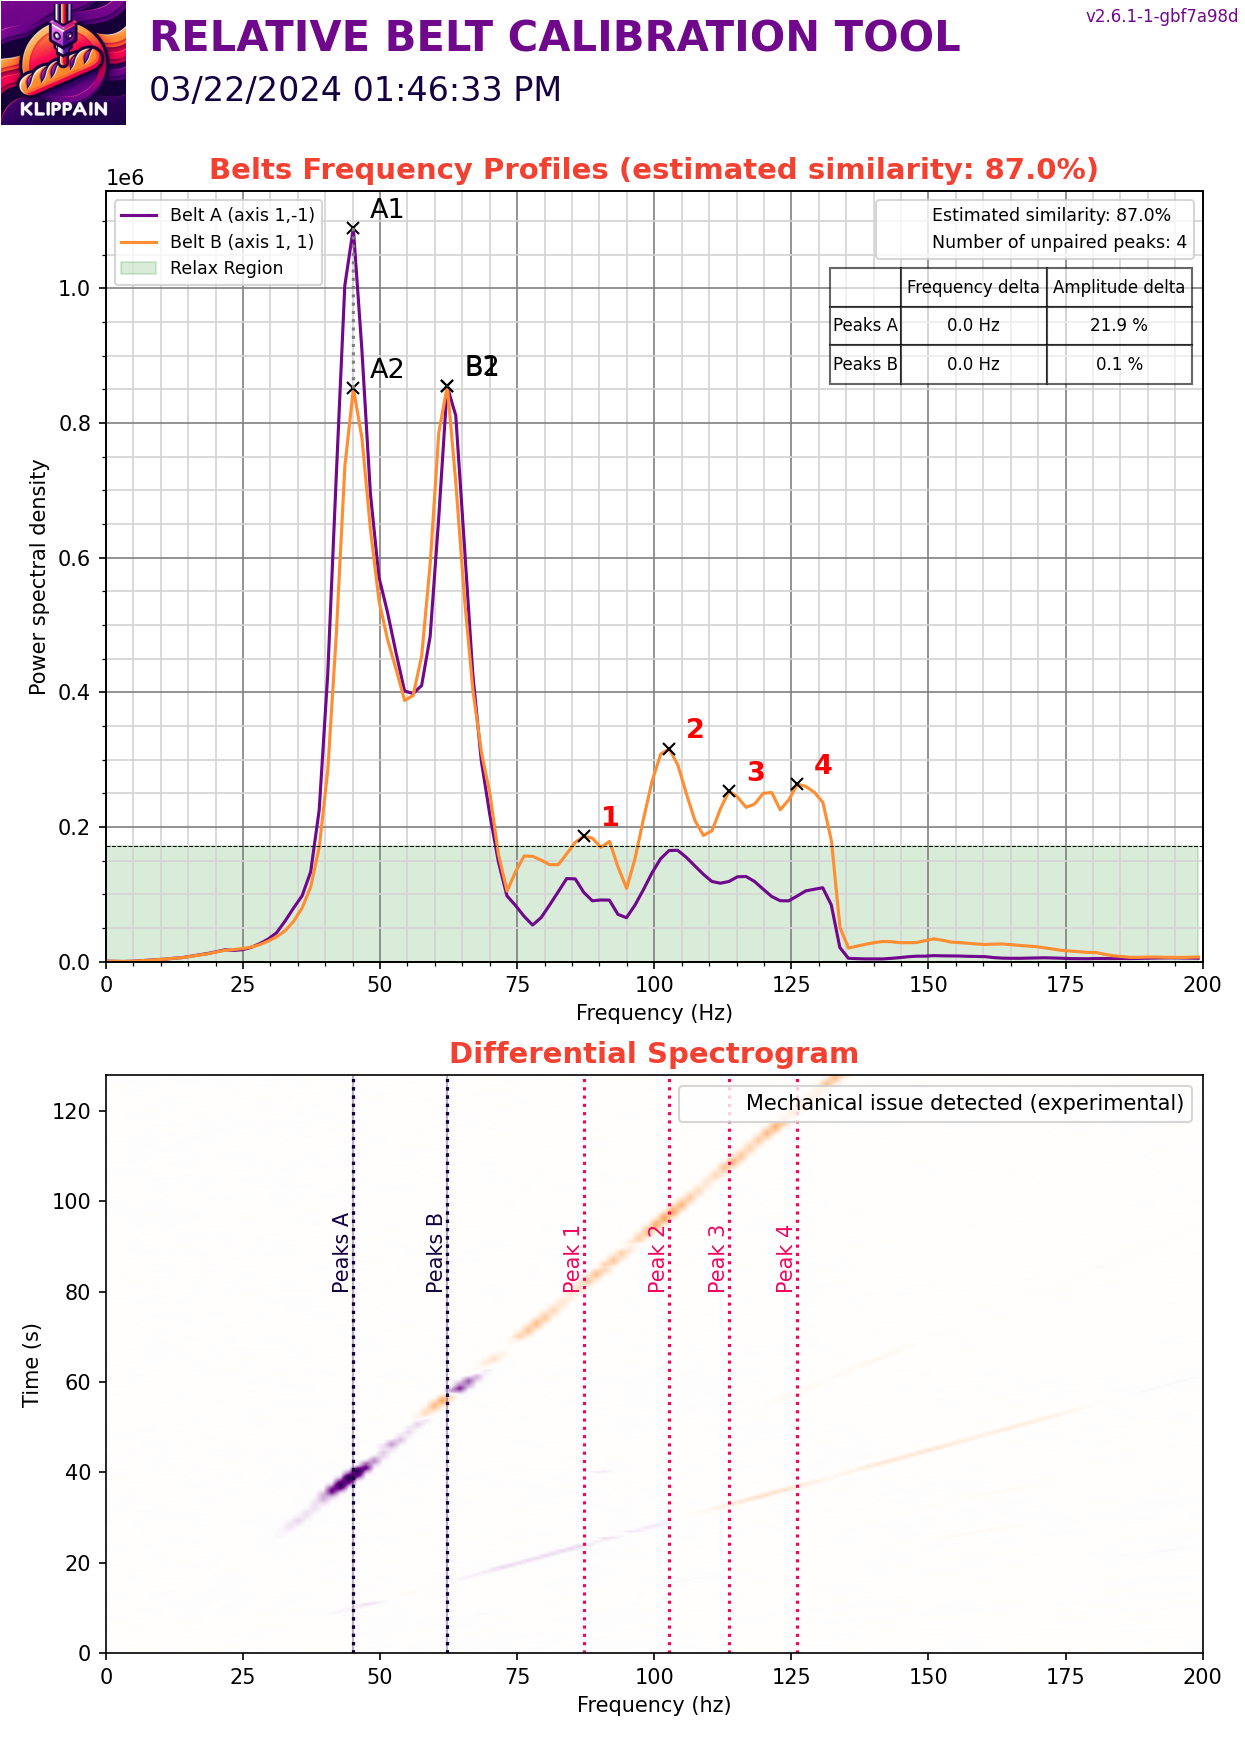 KLIPPAIN
RELATIVE BELT CALIBRATION TOOL
v2.6.1-1-gbf7a98d
03/22/2024 01:46:33 PM
Belts Frequency Profiles (estimated similarity: 87.0%)
1e6
Belt A (axis 1,-1)
Belt B (axis 1, 1)
Relax Region
Estimated similarity: 87.0%
Number of unpaired peaks: 4
Frequency delta Amplitude delta
Peaks A 0.0 Hz 21.9 %
Peaks B 0.0 Hz 0.1 %
A1
A2
B1
B2
1
2
3
4
1.0
0.8
0.6
0.4
0.2
0.0
Power spectral density
0 25 50 75 100 125 150 175 200
Frequency (Hz)
Differential Spectrogram
Mechanical issue detected (experimental)
Peaks A
Peaks B
Peak 1
Peak 2
Peak 3
Peak 4
120
100
80
60
40
20
0
Time (s)
0 25 50 75 100 125 150 175 200
Frequency (hz)